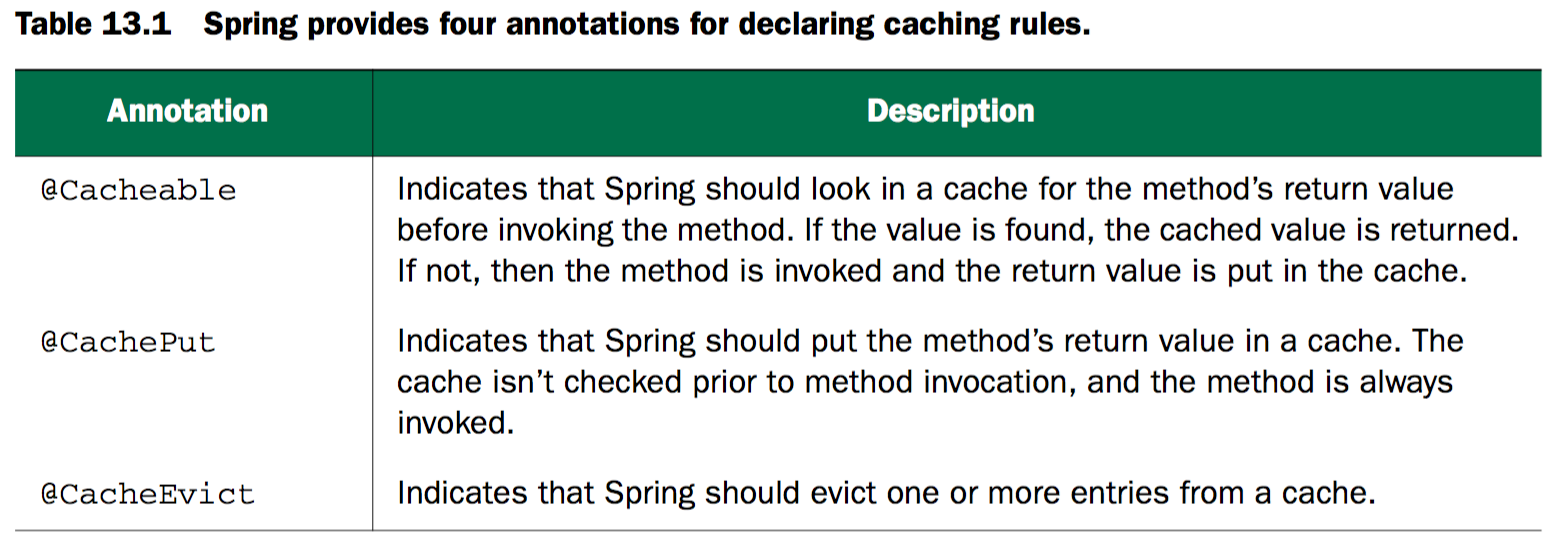 Table 13.1 Spring provides four annotations for declaring caching rules.
Annotation Description
@Cacheable Indicates that Spring should look in a cache for the method’s return value
before invoking the method. If the value is found, the cached value is returned.
If not, then the method is invoked and the return value is put in the cache.
@CachePut Indicates that Spring should put the method’s return value in a cache. The
cache isn’t checked prior to method invocation, and the method is always
invoked.
@CacheEvict Indicates that Spring should evict one or more entries from a cache.